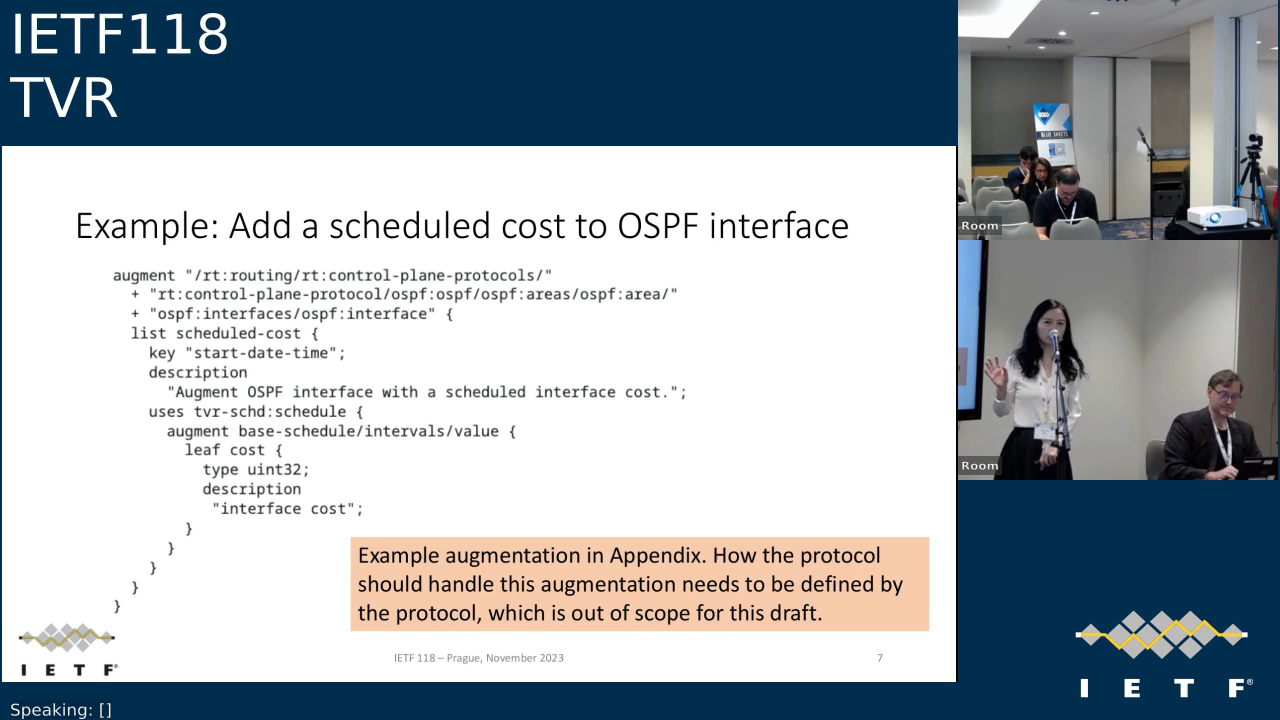 IETF118
TVR
Example: Add a scheduled cost to OSPF interface
augment "/rt:routing/rt:control-plane-protocols/"
+ "rt:control-plane-protocol/ospf:ospf/ospf:areas/ospf:area/"
+ "ospf:interfaces/ospf:interface" {
list scheduled-cost {
key "start-date-time";
description
"Augment OSPF interface with a scheduled interface cost.";
uses tvr-schd:schedule {
augment base-schedule/intervals/value {
leaf cost {
type uint32;
description
"interface cost";
}
}
}
}
}
Example augmentation in Appendix. How the protocol
should handle this augmentation needs to be defined by
the protocol, which is out of scope for this draft.
I E T F®
IETF 118 – Prague, November 2023
7
BLUE SHEETS
Room
Room
I E T F®
Speaking: []